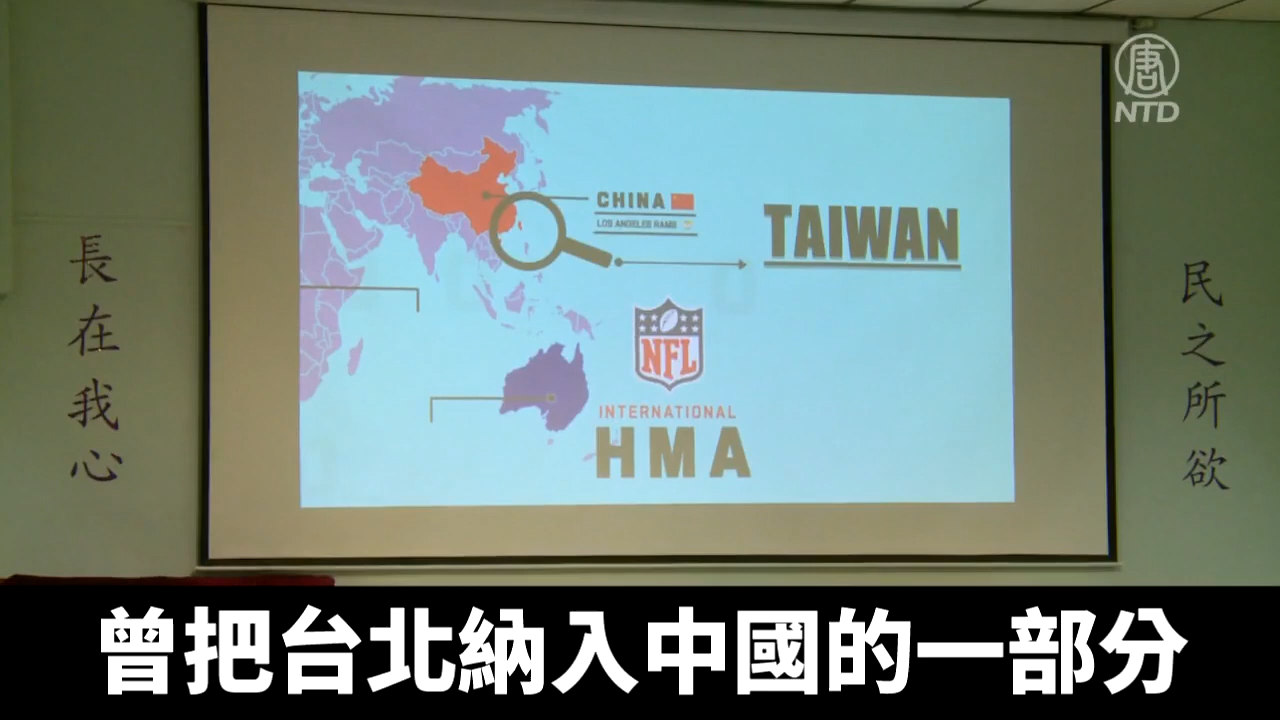 唐
NTD
CHINA
LOS ANGELES RAMS
TAIWAN
NFL
INTERNATIONAL
HMA
長在我心
民之所欲
曾把台北納入中國的一部分